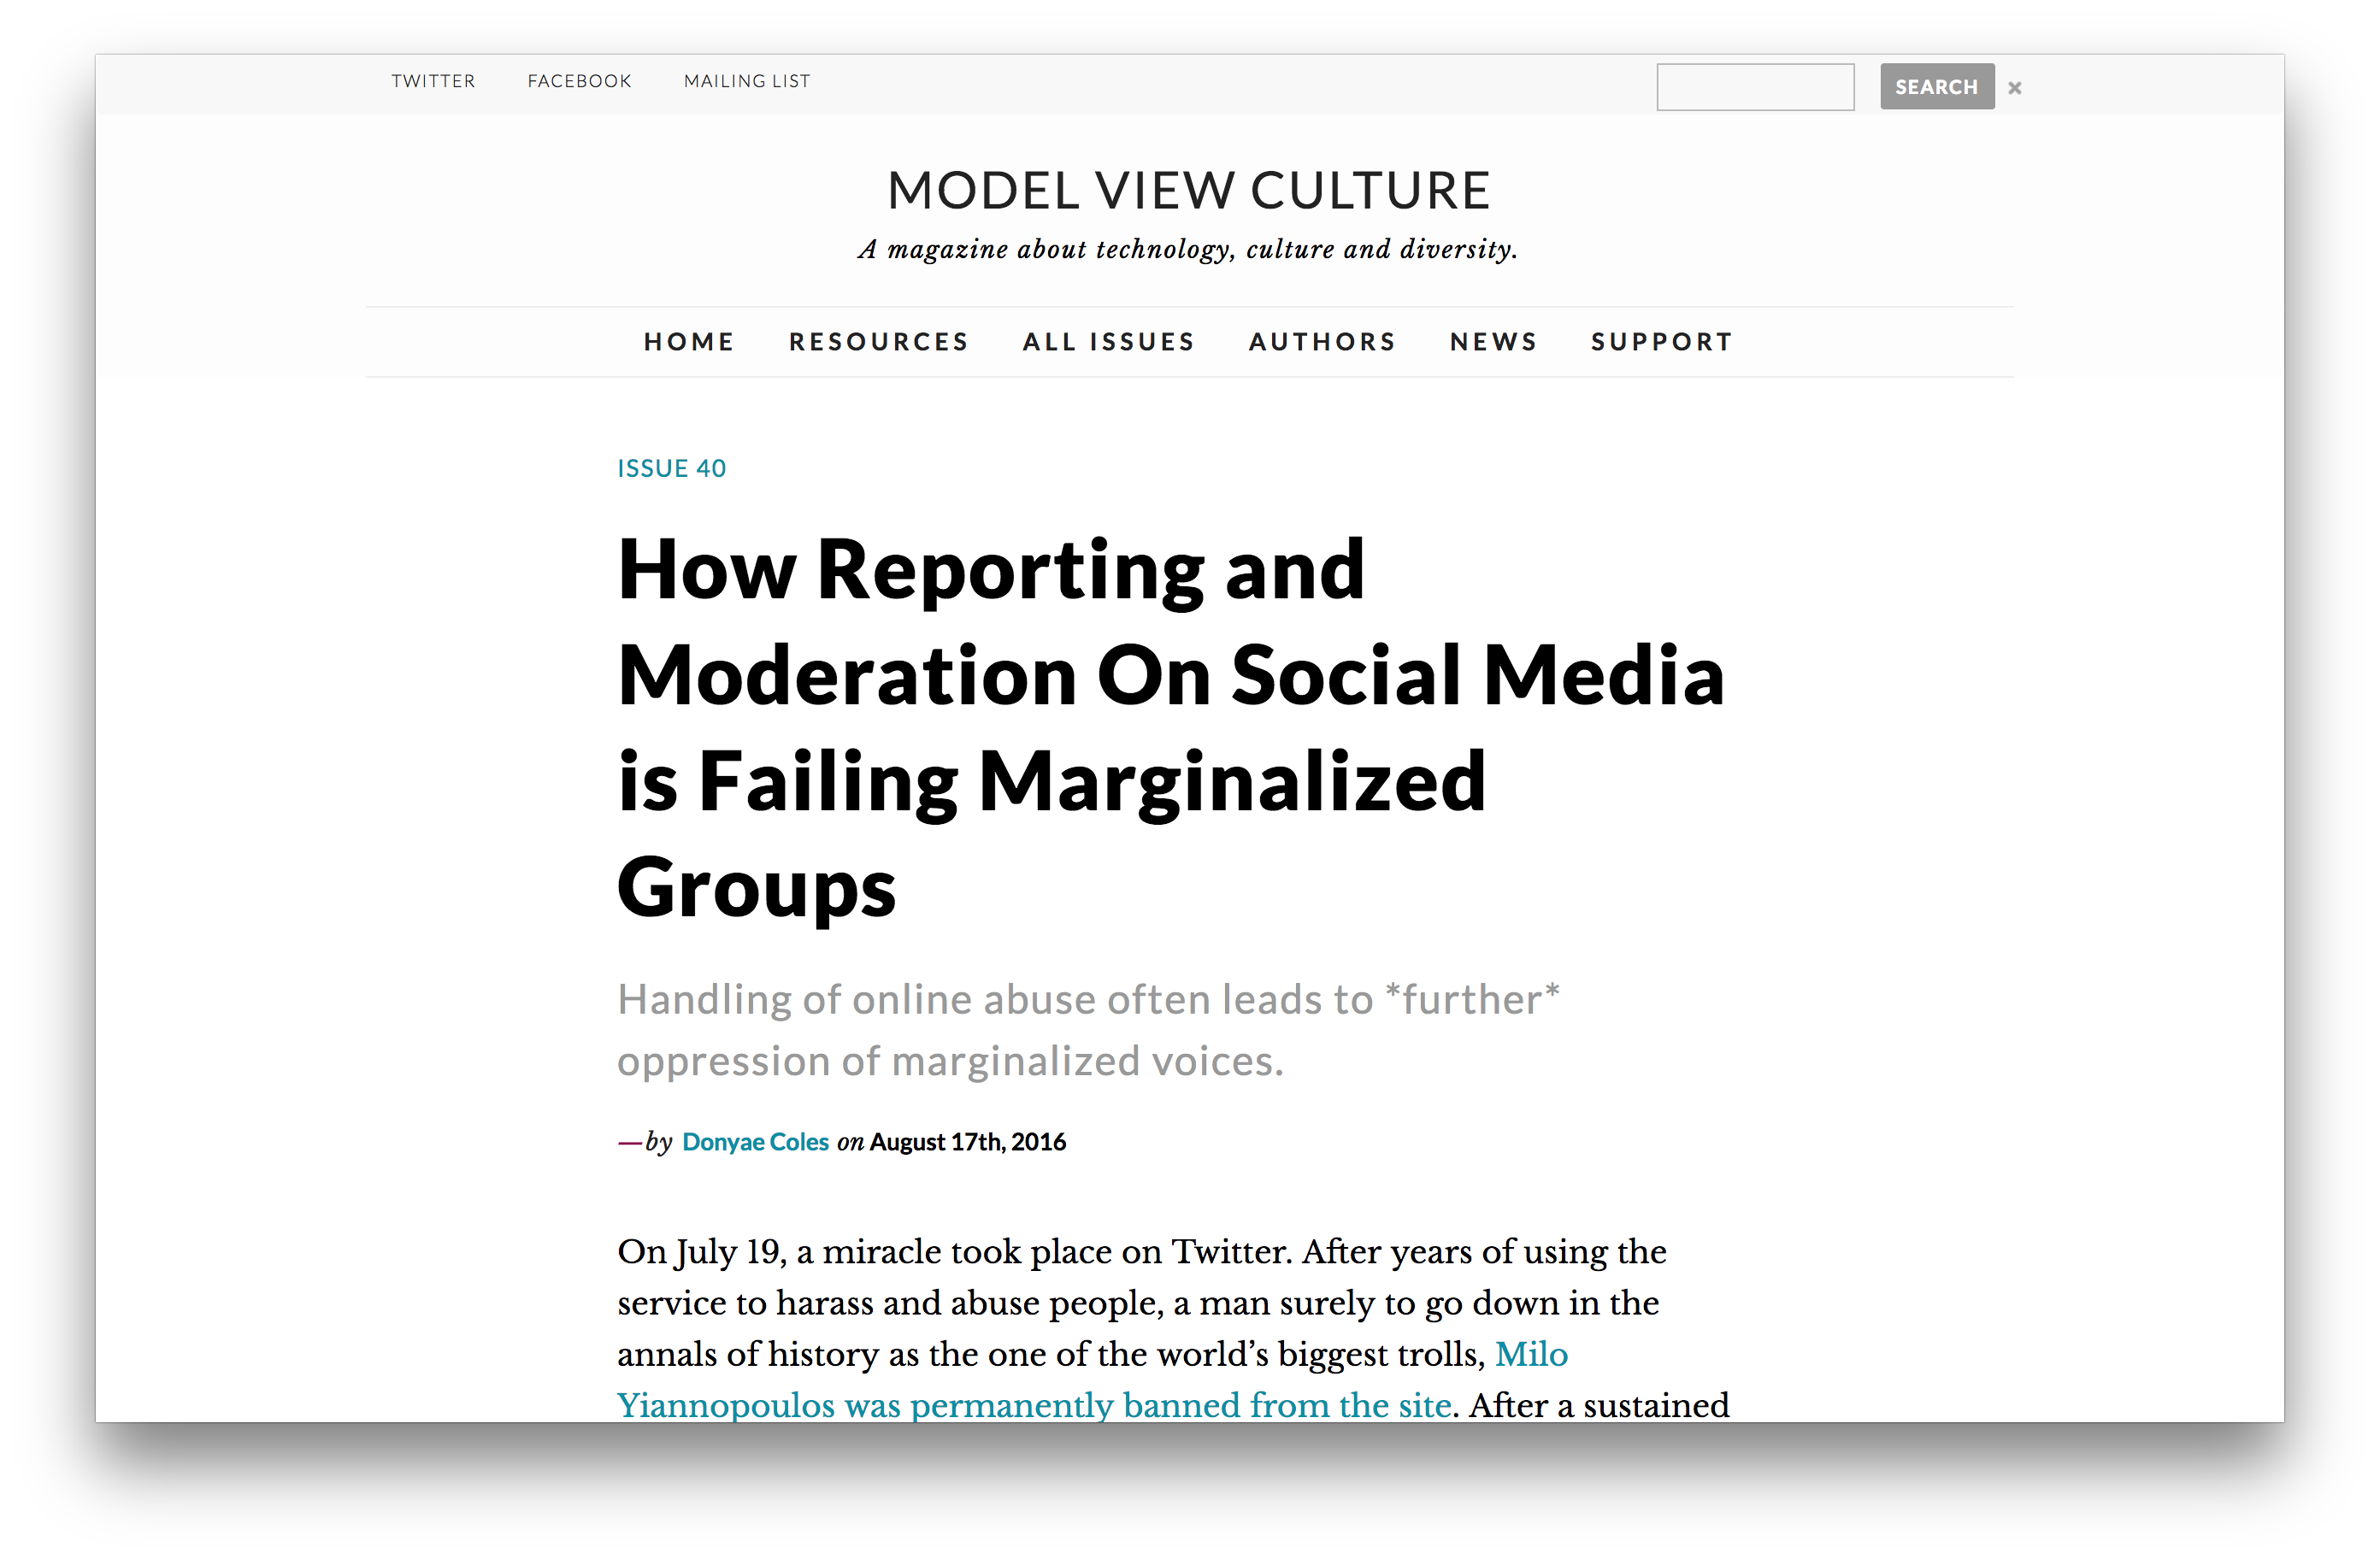 TWITTER FACEBOOK MAILING LIST SEARCH ×
MODEL VIEW CULTURE
A magazine about technology, culture and diversity.
HOME RESOURCES ALL ISSUES AUTHORS NEWS SUPPORT
ISSUE 40
How Reporting and
Moderation On Social Media
is Failing Marginalized
Groups
Handling of online abuse often leads to *further*
oppression of marginalized voices.
—by Donyae Coles on August 17th, 2016
On July 19, a miracle took place on Twitter. After years of using the
service to harass and abuse people, a man surely to go down in the
annals of history as the one of the world’s biggest trolls, Milo
Yiannopoulos was permanently banned from the site. After a sustained